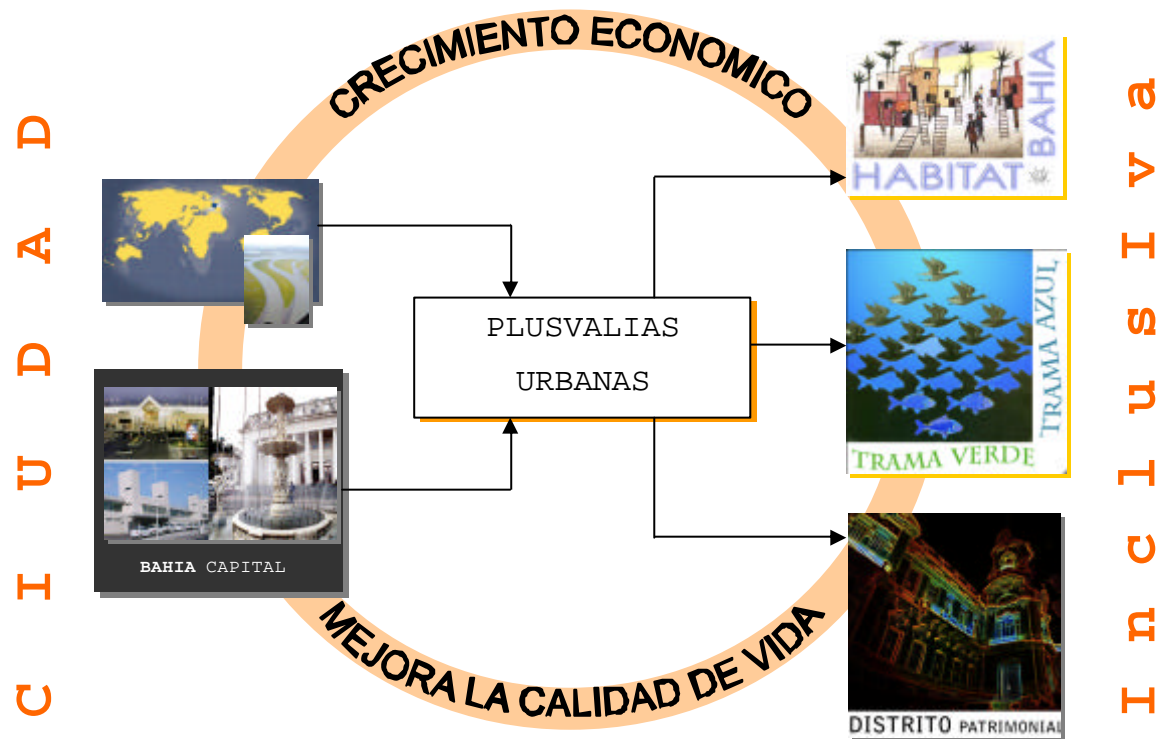 CIUDAD
CRECIMIENTO ECONOMICO
HABITAT
BAHIA
PLUSVALIAS
URBANAS
TRAMA AZUL
TRAMA VERDE
BAHIA CAPITAL
MEJORA LA CALIDAD DE VIDA
DISTRITO PATRIMONIAL
InclusIva